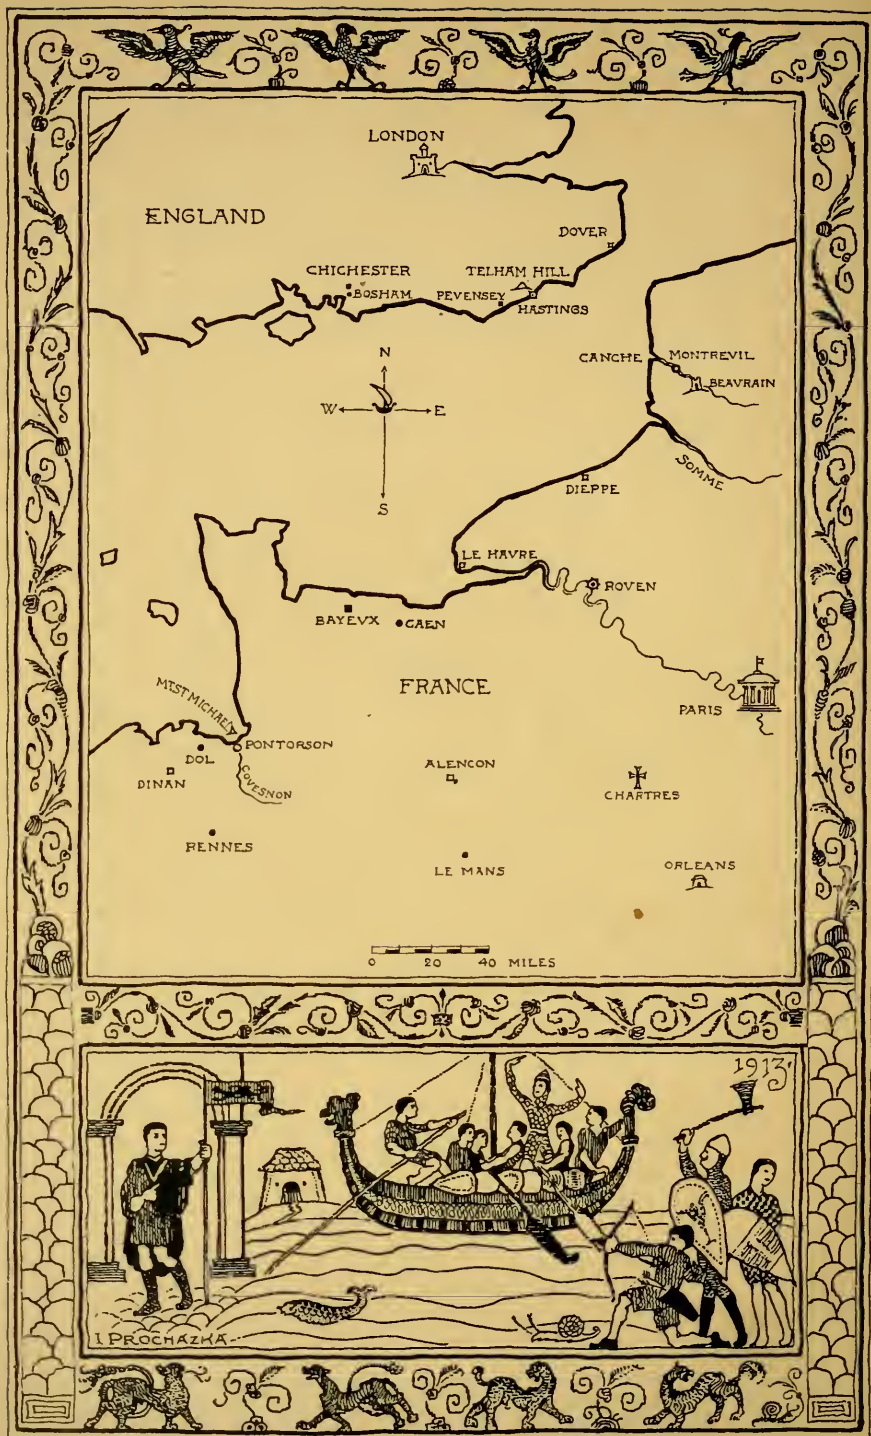 LONDON
ENGLAND
DOVER
CHICHESTER
TELHAM HILL
BOSHAM
PEVENSEY
HASTINGS
N
CANCHE
MONTREVIL
BEAVRAIN
W
E
SOMME
DIEPPE
S
LE HAVRE
ROVEN
BAYEVX
CAEN
FRANCE
MT ST MICHAEL
PARIS
PONTORSON
DOL
ALENCON
DINAN
COVESNON
CHARTRES
RENNES
LE MANS
ORLEANS
0 20 40 MILES
1913
I PROCHÁZKA